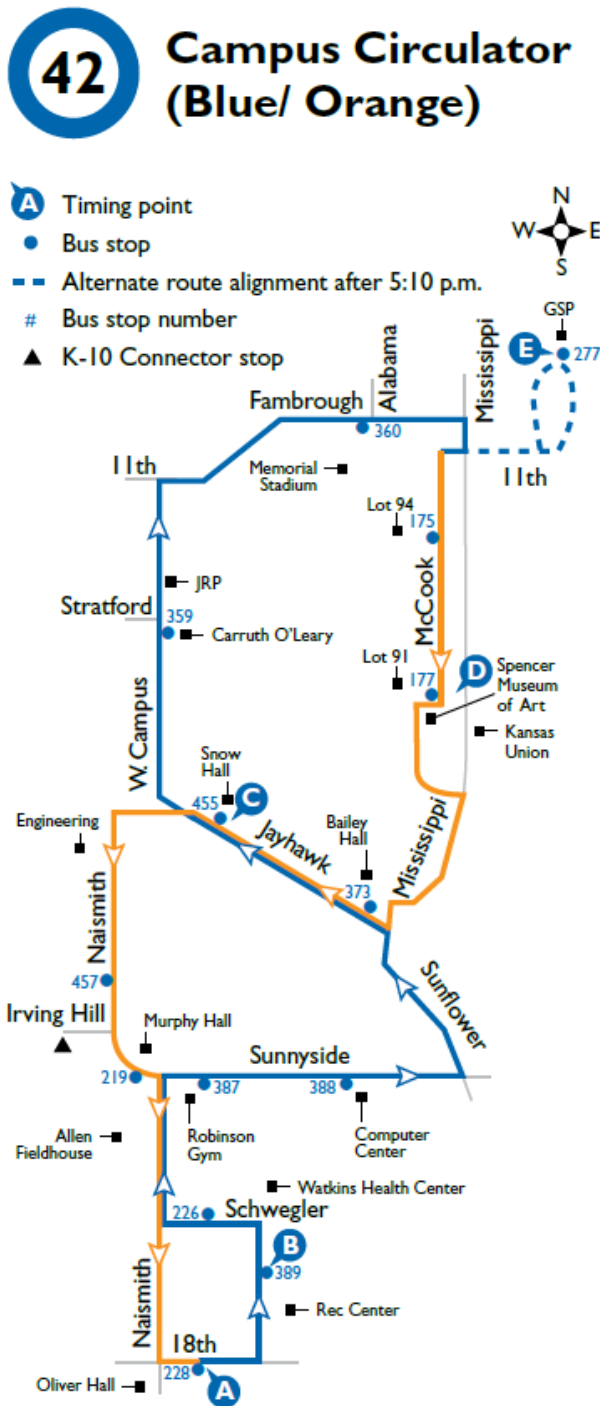 42
Campus Circulator
(Blue/ Orange)
A Timing point
Bus stop
Alternate route alignment after 5:10 p.m.
# Bus stop number
K-10 Connector stop
N
W E
S
GSP
E
277
Alabama
Mississippi
Fambrough
360
11th
11th
Memorial
Stadium
Lot 94
175
JRP
McCook
Stratford
359
Carruth O'Leary
Lot 91
177
D
Spencer
Museum
of Art
Kansas
Union
W. Campus
Snow
Hall
455
C
Engineering
Jayhawk
Bailey
Hall
373
Mississippi
Naismith
457
Sunflower
Irving Hill
Murphy Hall
Sunnyside
219
387
388
Allen
Fieldhouse
Robinson
Gym
Computer
Center
Watkins Health Center
226
Schwegler
B
389
Naismith
Rec Center
18th
228
A
Oliver Hall